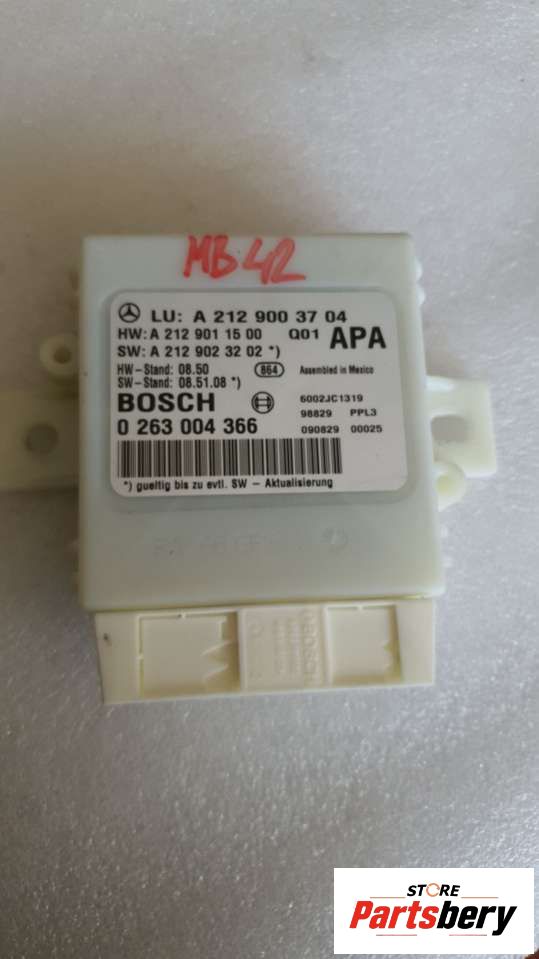 MB42
LU: A 212 900 37 04
HW: A 212 901 15 00 Q01 APA
SW: A 212 902 32 02 *)
HW-Stand: 08.50 864 Assembled in Mexico
SW-Stand: 08.51.08 *)
BOSCH 6002JC1319
98829 PPL3
0 263 004 366
090829 00025
*) gueltig bis zu evtl. SW - Aktualisierung
BOSCH
STORE
Partsbery